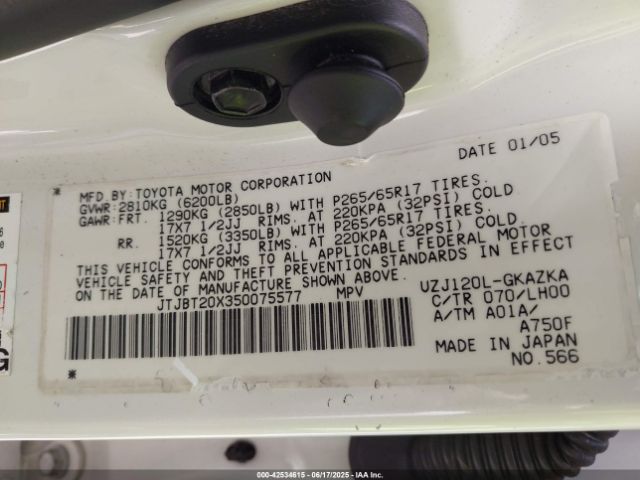 DATE 01/05
MFD.BY:TOYOTA MOTOR CORPORATION
GVWR:2810KG (6200LB)
GAWR:FRT. 1290KG (2850LB) WITH P265/65R17 TIRES.
17X7 1/2JJ RIMS. AT 220KPA (32PSI) COLD
RR. 1520KG (3350LB) WITH P265/65R17 TIRES.
17X7 1/2JJ RIMS. AT 220KPA (32PSI) COLD.
THIS VEHICLE CONFORMS TO ALL APPLICABLE FEDERAL MOTOR
VEHICLE SAFETY AND THEFT PREVENTION STANDARDS IN EFFECT
ON THE DATE OF MANUFACTURE SHOWN ABOVE.
JTJBT20X350075577 MPV
UZJ120L-GKAZKA
C/TR 070/LH00
A/TM A01A/
A750F
MADE IN JAPAN
NO.566
000-42534615 - 06/17/2025 - IAAI.COM